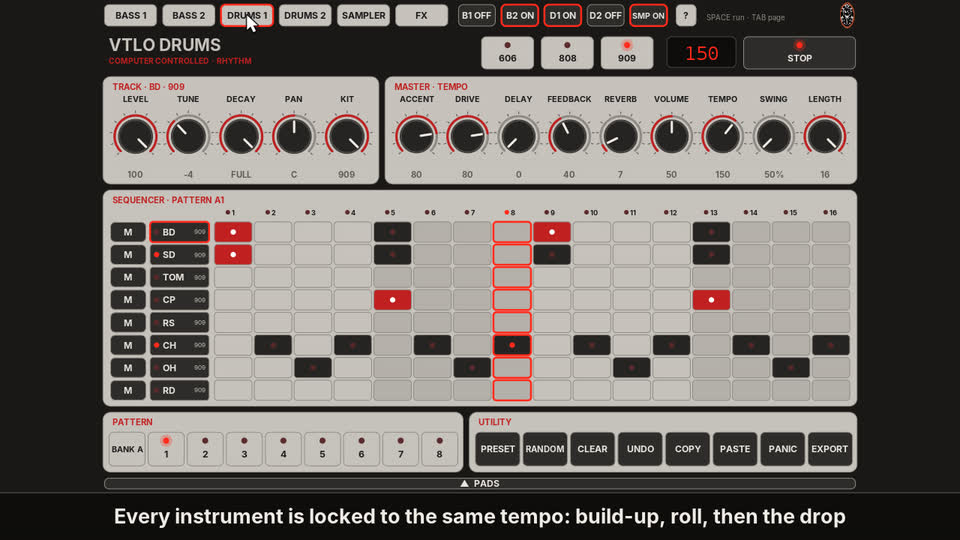 BASS 1 BASS 2 DRUMS 1 DRUMS 2 SAMPLER FX B1 OFF B2 ON D1 ON D2 OFF SMP ON ? SPACE run · TAB page
VTLO DRUMS
COMPUTER CONTROLLED · RHYTHM
606 808 909 150 STOP
TRACK · BD · 909
LEVEL TUNE DECAY PAN KIT
100 -4 FULL C 909
MASTER · TEMPO
ACCENT DRIVE DELAY FEEDBACK REVERB VOLUME TEMPO SWING LENGTH
80 80 0 40 7 50 150 50% 16
SEQUENCER · PATTERN A1
1 2 3 4 5 6 7 8 9 10 11 12 13 14 15 16
M BD 909
M SD 909
M TOM 909
M CP 909
M RS 909
M CH 909
M OH 909
M RD 909
PATTERN
BANK A 1 2 3 4 5 6 7 8
UTILITY
PRESET RANDOM CLEAR UNDO COPY PASTE PANIC EXPORT
▲ PADS
Every instrument is locked to the same tempo: build-up, roll, then the drop